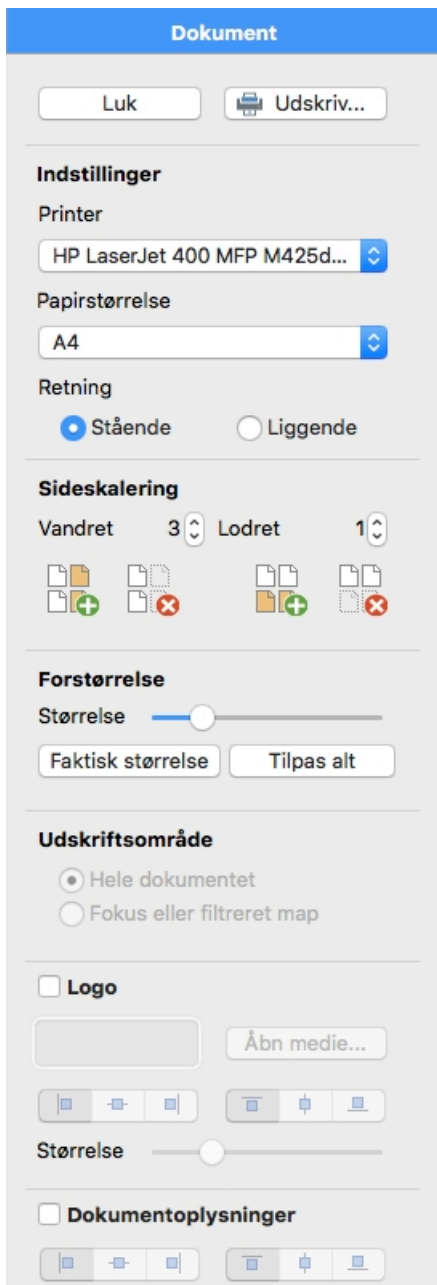 Dokument
Luk Udskriv...
Indstillinger
Printer
HP LaserJet 400 MFP M425d...
Papirstørrelse
A4
Retning
Stående Liggende
Sideskalering
Vandret 3 Lodret 1
Forstørrelse
Størrelse
Faktisk størrelse Tilpas alt
Udskriftsområde
Hele dokumentet
Fokus eller filtreret map
Logo
Åbn medie...
Størrelse
Dokumentoplysninger